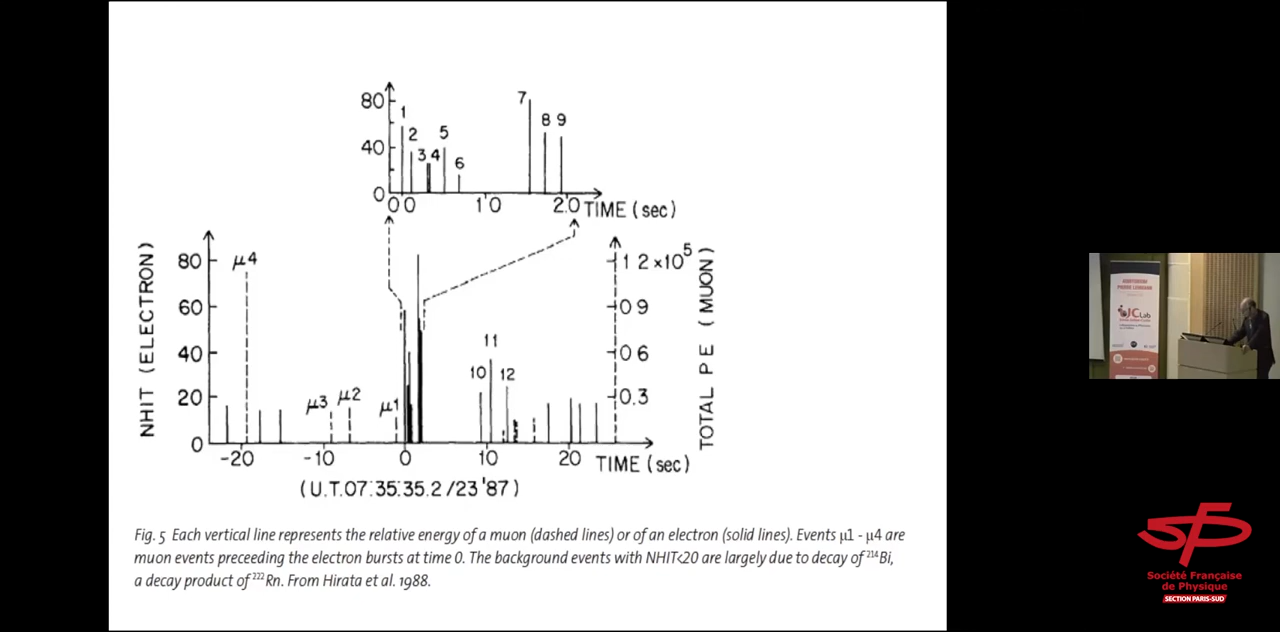 80
40
0
1
2
3
4
5
6
7
8
9
0.0
1.0
2.0
TIME (sec)
NHIT (ELECTRON)
80
60
40
20
0
μ4
μ3
μ2
μ1
10
11
12
1.2 ×10⁵
0.9
0.6
0.3
TOTAL PE (MUON)
-20
-10
0
10
20
TIME (sec)
(U.T.07:35:35.2/23 '87)
Fig. 5 Each vertical line represents the relative energy of a muon (dashed lines) or of an electron (solid lines). Events μ1 - μ4 are
muon events preceeding the electron bursts at time 0. The background events with NHIT<20 are largely due to decay of ²¹⁴Bi,
a decay product of ²²²Rn. From Hirata et al. 1988.
AUDITORIUM
PIERRE LEHMANN
JCLab
sfp
Société Française
de Physique
SECTION PARIS-SUD